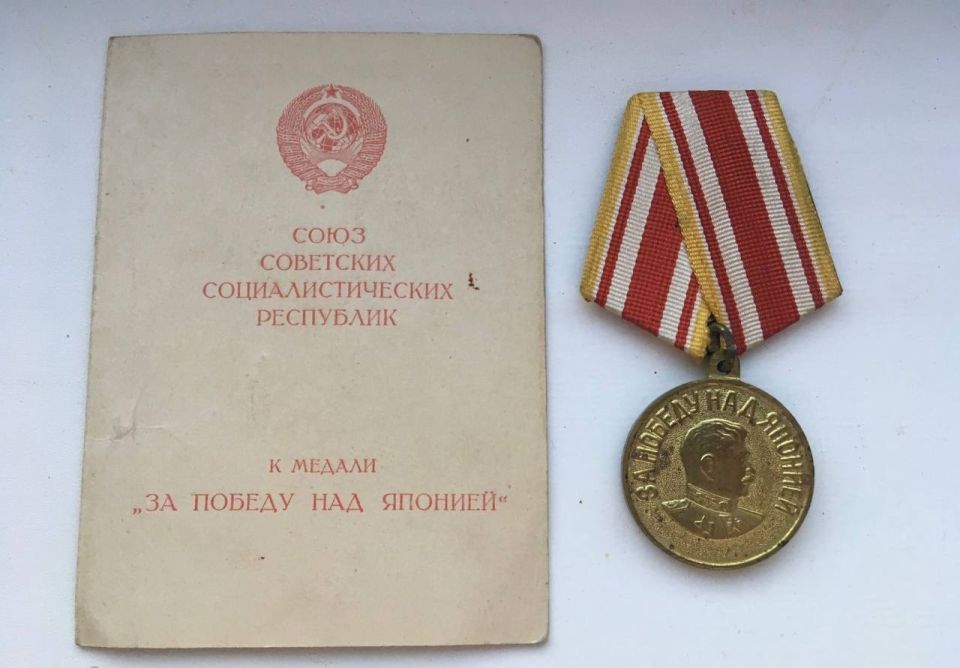 СОЮЗ
СОВЕТСКИХ
СОЦИАЛИСТИЧЕСКИХ
РЕСПУБЛИК
К МЕДАЛИ
„ЗА ПОБЕДУ НАД ЯПОНИЕЙ“
ЗА ПОБЕДУ НАД ЯПОНИЕЙ